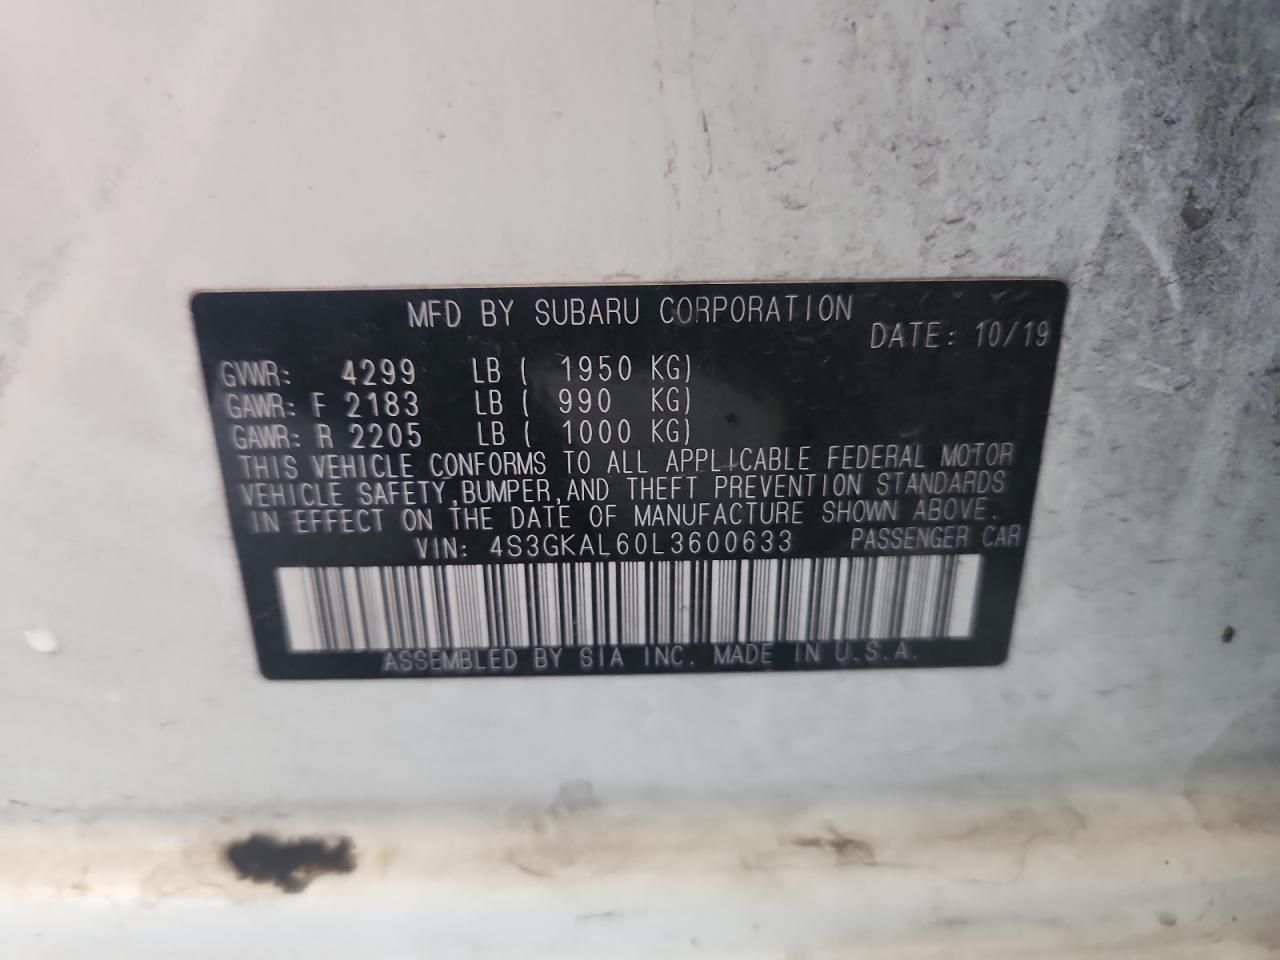 MFD BY SUBARU CORPORATION
DATE: 10/19
GVWR: 4299 LB ( 1950 KG)
GAWR: F 2183 LB ( 990 KG)
GAWR: R 2205 LB ( 1000 KG)
THIS VEHICLE CONFORMS TO ALL APPLICABLE FEDERAL MOTOR
VEHICLE SAFETY, BUMPER, AND THEFT PREVENTION STANDARDS
IN EFFECT ON THE DATE OF MANUFACTURE SHOWN ABOVE.
VIN: 4S3GKAL60L3600633 PASSENGER CAR
ASSEMBLED BY SIA INC. MADE IN U.S.A.